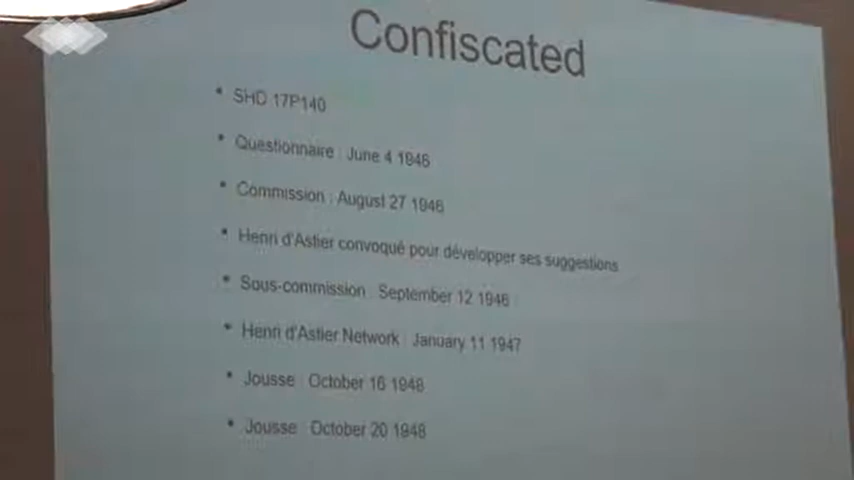 Confiscated
• SHD 17P140
• Questionnaire : June 4 1946
• Commission : August 27 1946
• Henri d'Astier convoqué pour développer ses suggestions
• Sous-commission : September 12 1946
• Henri d'Astier Network : January 11 1947
• Jousse : October 16 1948
• Jousse : October 20 1948